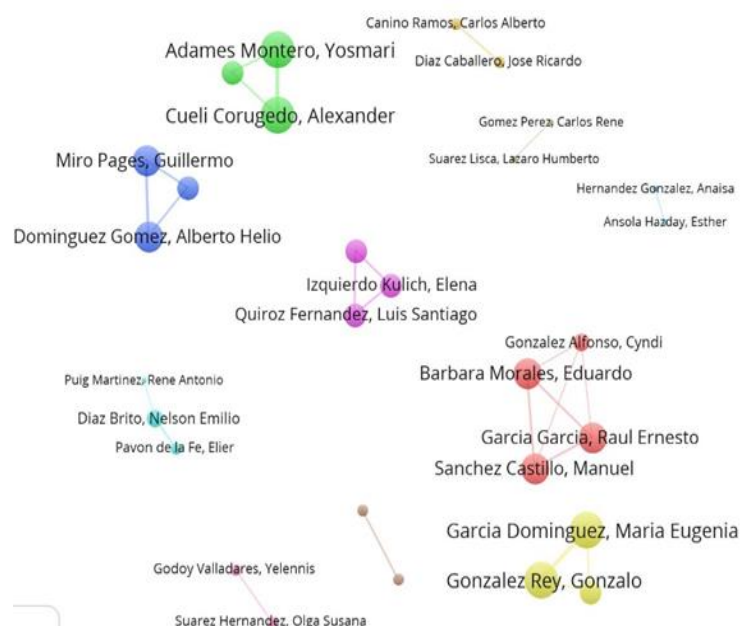 Canino Ramos, Carlos Alberto
Adames Montero, Yosmari
Diaz Caballero, Jose Ricardo
Cueli Corugedo, Alexander
Gomez Perez, Carlos Rene
Miro Pages, Guillermo
Suarez Lisca, Lazaro Humberto
Hernandez Gonzalez, Anaisa
Ansola Hazday, Esther
Dominguez Gomez, Alberto Helio
Izquierdo Kulich, Elena
Quiroz Fernandez, Luis Santiago
Gonzalez Alfonso, Cyndi
Barbara Morales, Eduardo
Puig Martinez, Rene Antonio
Diaz Brito, Nelson Emilio
Garcia Garcia, Raul Ernesto
Pavon de la Fe, Elier
Sanchez Castillo, Manuel
Garcia Dominguez, Maria Eugenia
Godoy Valladares, Yelennis
Gonzalez Rey, Gonzalo
Suarez Hernandez, Olga Susana